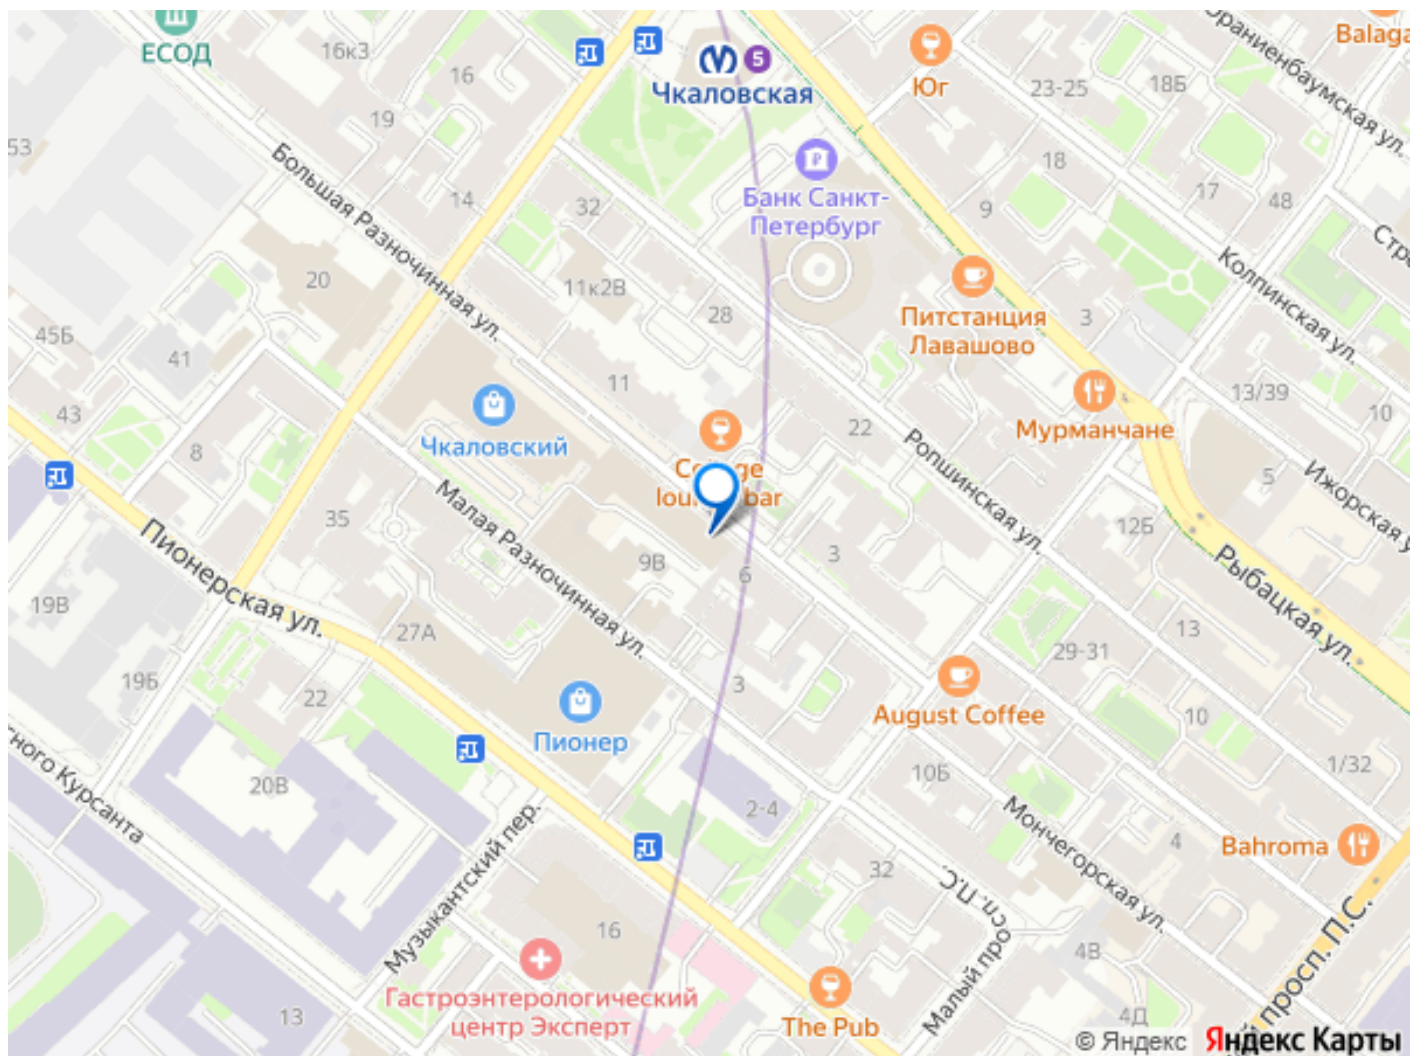 ЕСОД
16к3
16
19
53
5
Чкаловская
Юг
23-25
18Б
Balaga
Ораниенбаумская ул.
18
17
48
Банк Санкт-
Петербург
9
Большая Разночинная ул.
14
32
20
11к2В
28
Питстанция
Лавашово
3
Колпинская ул.
45Б
41
43
8
11
Чкаловский
22
Мурманчане
13/39
10
5
Ижорская у
Ропшинская ул.
35
Малая Разночинная ул.
9В
6
3
12Б
Рыбацкая ул.
Пионерская ул.
19В
27А
19Б
22
29-31
13
3
August Coffee
10
Пионер
10Б
1/32
20В
2-4
Мончегорская ул.
4
Bahroma
Музыкантский пер.
32
Малый просп. П.С.
4В
16
13
Гастроэнтерологический
центр Эксперт
The Pub
4Д
й просп. П.С.
© Яндекс Яндекс Карты